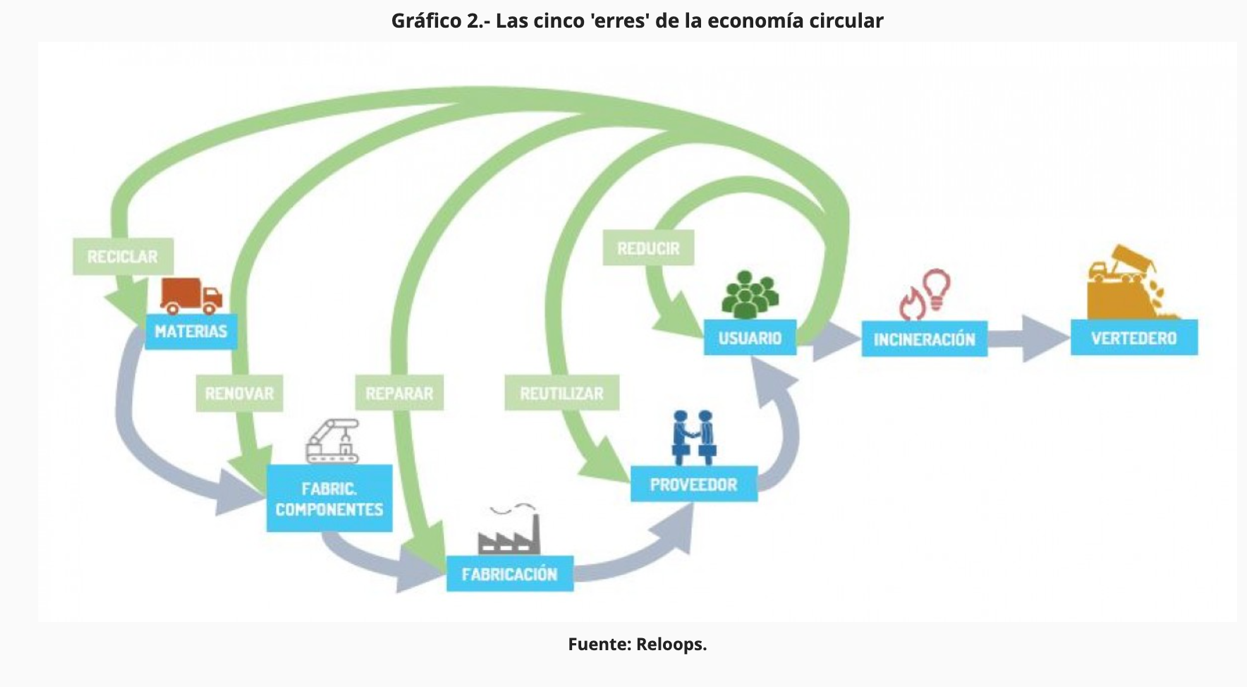 Gráfico 2.- Las cinco 'erres' de la economía circular
RECICLAR
REDUCIR
MATERIAS
USUARIO
INCINERACIÓN
VERTEDERO
RENOVAR
REPARAR
REUTILIZAR
FABRIC.
COMPONENTES
PROVEEDOR
FABRICACIÓN
Fuente: Reloops.